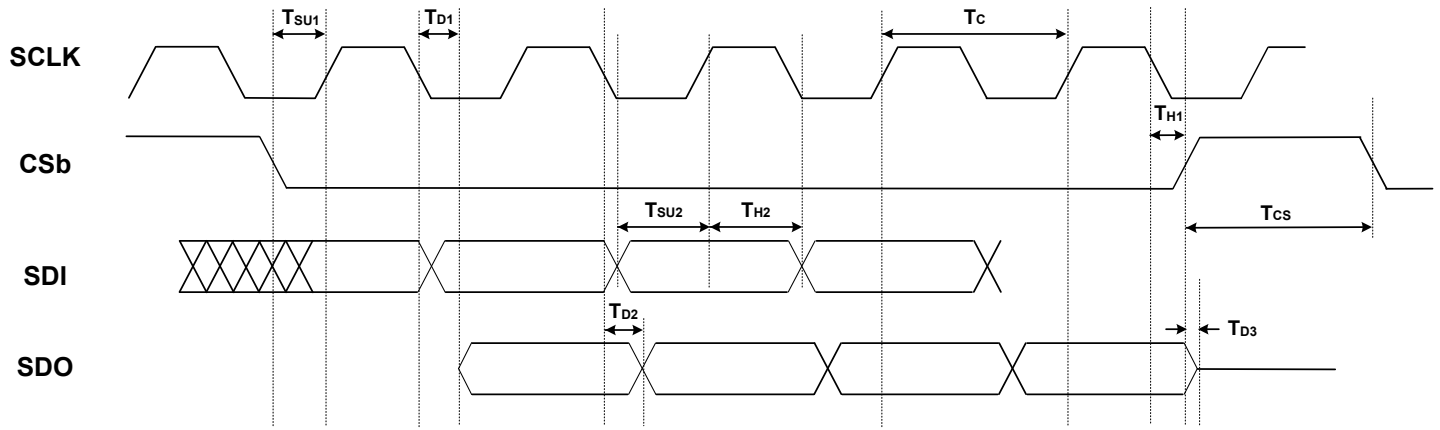 TSU1 TD1 TC
SCLK
TH1
CSb
TSU2 TH2 TCS
SDI
TD2 TD3
SDO